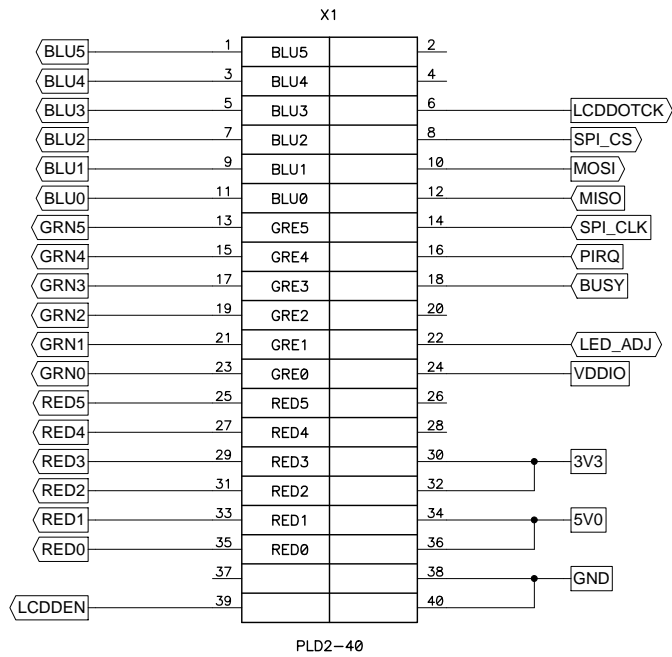 X1
BLU5 1 BLU5 2
BLU4 3 BLU4 4
BLU3 5 BLU3 6 LCDDOTCK
BLU2 7 BLU2 8 SPI_CS
BLU1 9 BLU1 10 MOSI
BLU0 11 BLU0 12 MISO
GRN5 13 GRE5 14 SPI_CLK
GRN4 15 GRE4 16 PIRQ
GRN3 17 GRE3 18 BUSY
GRN2 19 GRE2 20
GRN1 21 GRE1 22 LED_ADJ
GRN0 23 GRE0 24 VDDIO
RED5 25 RED5 26
RED4 27 RED4 28
RED3 29 RED3 30 3V3
RED2 31 RED2 32
RED1 33 RED1 34 5V0
RED0 35 RED0 36
37 38 GND
LCDDEN 39 40
PLD2-40